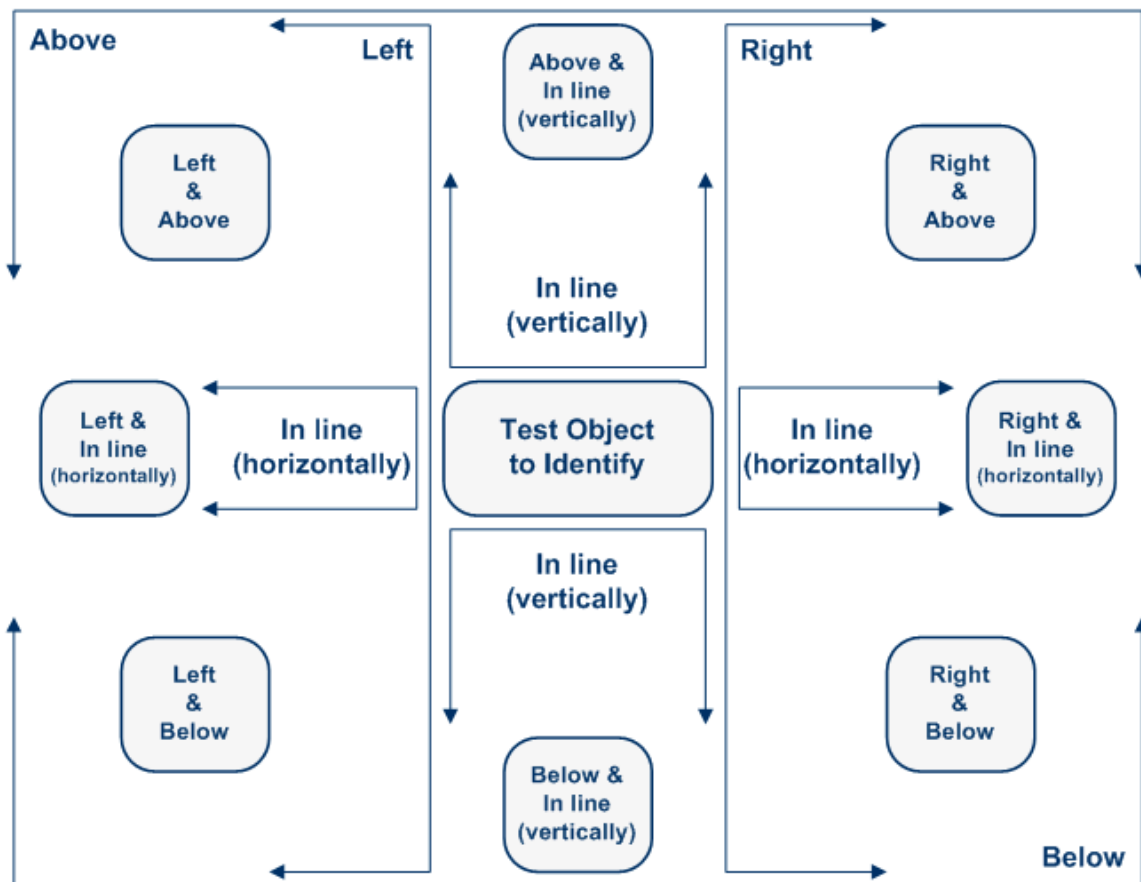 Above
Left
Above &
In line
(vertically)
Right
Left
&
Above
Right
&
Above
In line
(vertically)
Left &
In line
(horizontally)
In line
(horizontally)
Test Object
to Identify
In line
(horizontally)
Right &
In line
(horizontally)
In line
(vertically)
Left
&
Below
Right
&
Below
Below &
In line
(vertically)
Below